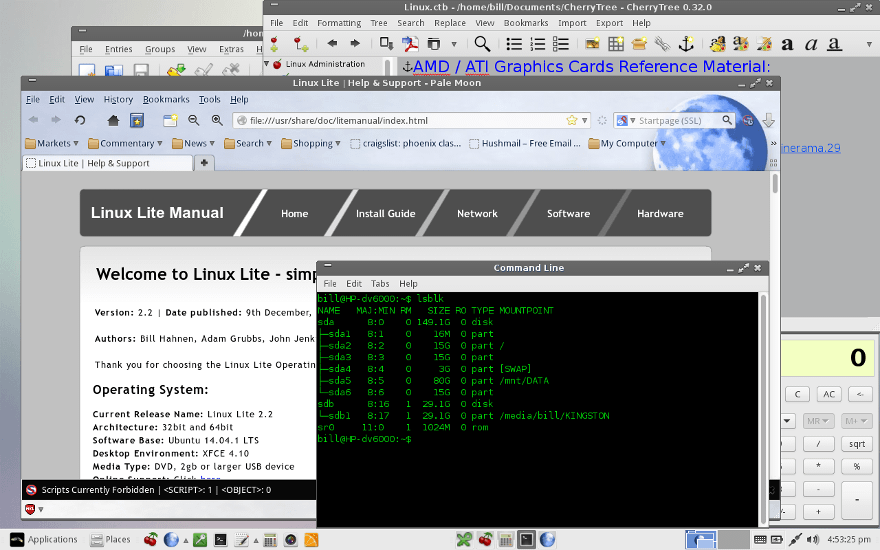 Linux.ctb - /home/bill/Documents/CherryTree - CherryTree 0.32.0
File Edit Formatting Tree Search Replace View Bookmarks Import Export Help
/home/
File Entries Groups View Extras
Linux Administration
AMD / ATI Graphics Cards Reference Material:
nerama.29
Linux Lite | Help & Support - Pale Moon
File Edit View History Bookmarks Tools Help
file:///usr/share/doc/litemanual/index.html
Startpage (SSL)
Markets Commentary News Search Shopping craigslist: phoenix clas... Hushmail – Free Email ... My Computer
Linux Lite | Help & Support
Linux Lite Manual Home Install Guide Network Software Hardware
Welcome to Linux Lite - simp
Version: 2.2 | Date published: 9th December,
Authors: Bill Hahnen, Adam Grubbs, John Jenk
Thank you for choosing the Linux Lite Operatin
Operating System:
Current Release Name: Linux Lite 2.2
Architecture: 32bit and 64bit
Software Base: Ubuntu 14.04.1 LTS
Desktop Environment: XFCE 4.10
Media Type: DVD, 2gb or larger USB device
Scripts Currently Forbidden | <SCRIPT>: 1 | <OBJECT>: 0
Command Line
File Edit Tabs Help
bill@HP-dv6000:~$ lsblk
NAME   MAJ:MIN RM   SIZE RO TYPE MOUNTPOINT
sda      8:0    0 149.1G  0 disk
├─sda1   8:1    0    16M  0 part
├─sda2   8:2    0    15G  0 part /
├─sda3   8:3    0    15G  0 part
├─sda4   8:4    0     3G  0 part [SWAP]
├─sda5   8:5    0    80G  0 part /mnt/DATA
└─sda6   8:6    0    15G  0 part
sdb      8:16   1  29.1G  0 disk
└─sdb1   8:17   1  29.1G  0 part /media/bill/KINGSTON
sr0     11:0    1  1024M  0 rom
bill@HP-dv6000:~$
0
C AC <-
MR M+
/ sqrt
* %
- -
+
Applications Places 4:53:25 pm